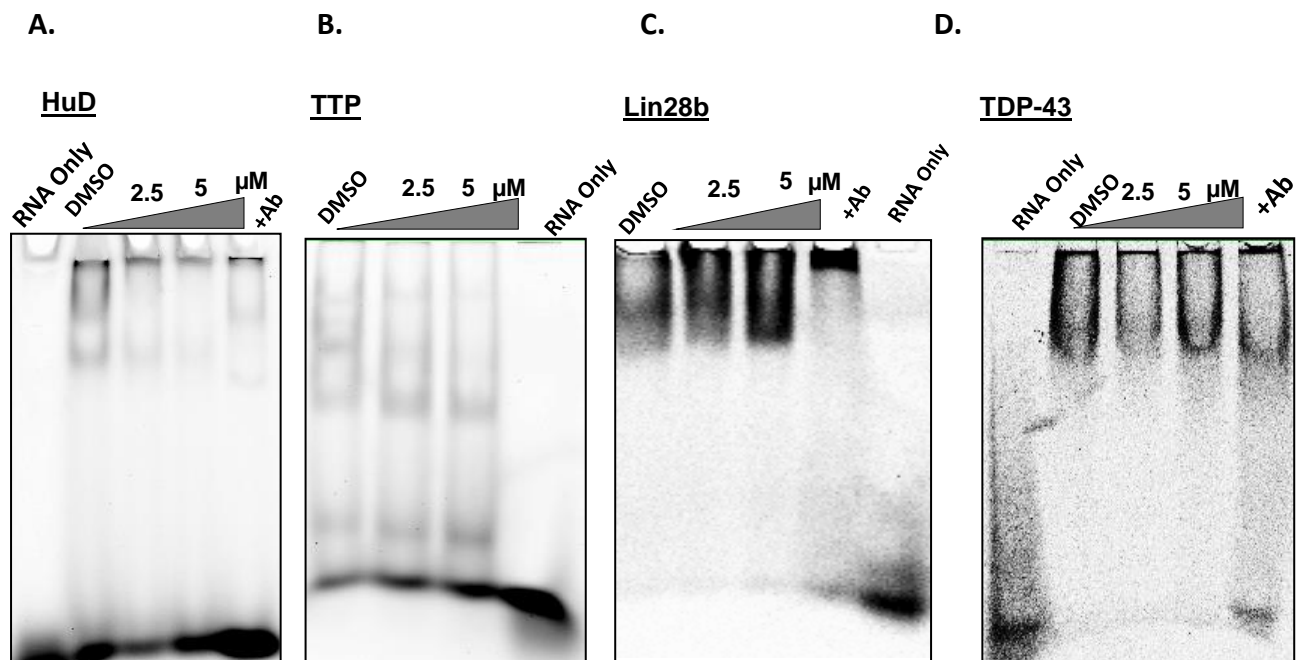 A.
B.
C.
D.
HuD
TTP
Lin28b
TDP-43
RNA Only
DMSO
2.5
5
µM
+Ab
DMSO
2.5
5
µM
RNA Only
DMSO
2.5
5
µM
+Ab
RNA Only
RNA Only
DMSO
2.5
5
µM
+Ab